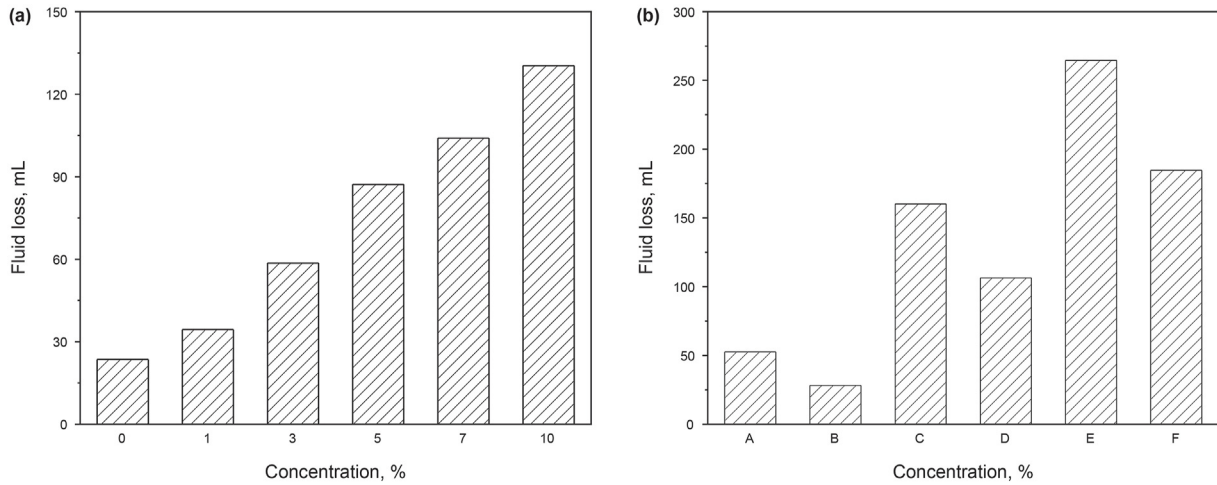 (a)
150
120
90
60
30
0
Fluid loss, mL
0 1 3 5 7 10
Concentration, %
(b)
300
250
200
150
100
50
0
Fluid loss, mL
A B C D E F
Concentration, %